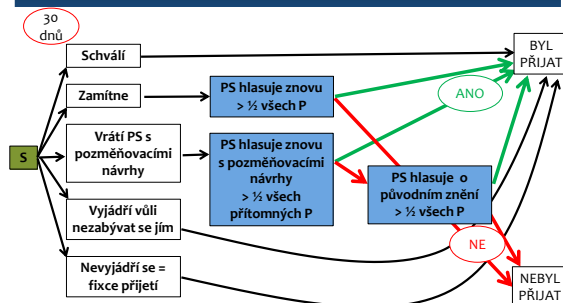 30
dnů
S
Schválí
Zamítne
Vrátí PS s
pozměňovacími
návrhy
Vyjádří vůli
nezabývat se jím
Nevyjádří se =
fixce přijetí
PS hlasuje znovu
> ½ všech P
PS hlasuje znovu
s pozměňovacími
návrhy
> ½ všech
přítomných P
PS hlasuje o
původním znění
> ½ všech P
ANO
NE
BYL
PŘIJAT
NEBYL
PŘIJAT